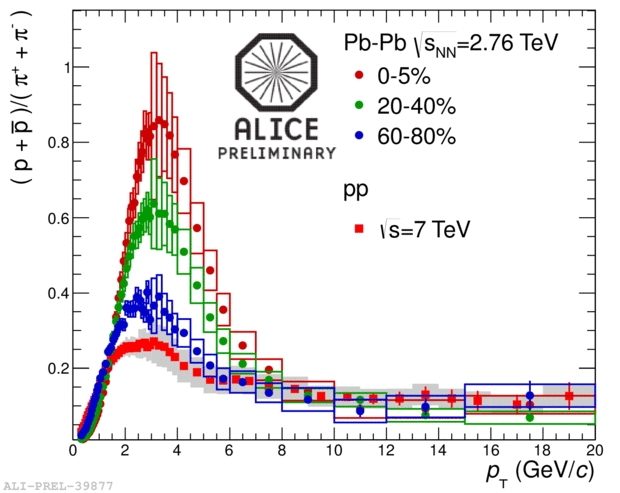 (p + p̅)/(π⁺ + π⁻)
1
0.8
0.6
0.4
0.2
0 2 4 6 8 10 12 14 16 18 20
p_T (GeV/c)
ALICE
PRELIMINARY
Pb-Pb √s_NN=2.76 TeV
0-5%
20-40%
60-80%
pp
√s=7 TeV
ALI-PREL-39877